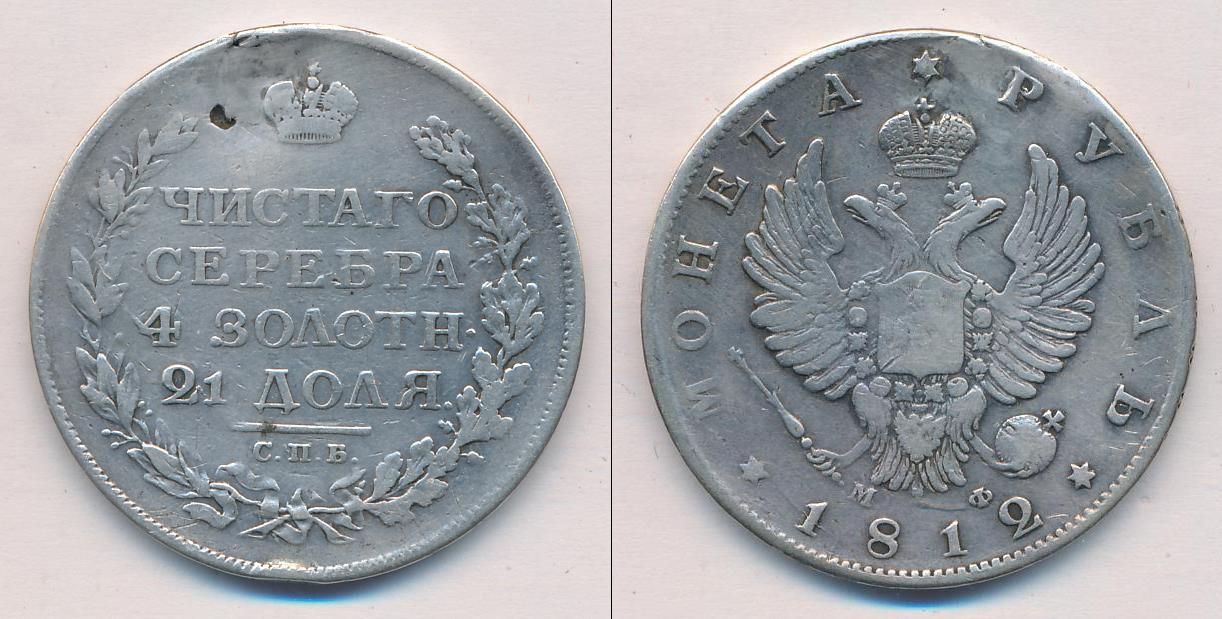 ЧИСТАГО
СЕРЕБРА
4 ЗОЛОТН.
21 ДОЛЯ.
С.П.Б.
МОНЕТА РУБЛЬ
М Ф
1812